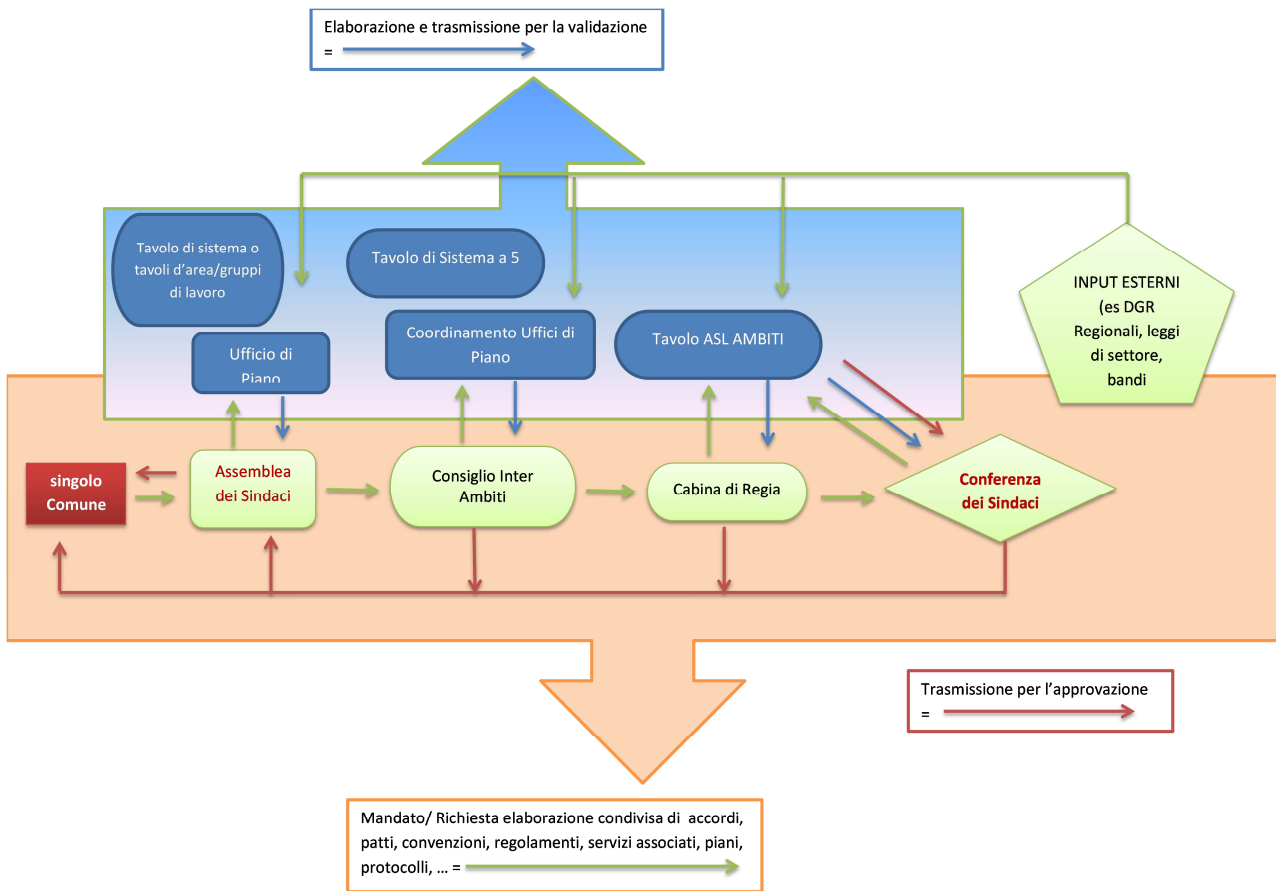 Elaborazione e trasmissione per la validazione
=
Tavolo di sistema o
tavoli d'area/gruppi
di lavoro
Tavolo di Sistema a 5
INPUT ESTERNI
(es DGR
Regionali, leggi
di settore,
bandi
Ufficio di
Piano
Coordinamento Uffici di
Piano
Tavolo ASL AMBITI
singolo
Comune
Assemblea
dei Sindaci
Consiglio Inter
Ambiti
Cabina di Regia
Conferenza
dei Sindaci
Trasmissione per l'approvazione
=
Mandato/ Richiesta elaborazione condivisa di accordi,
patti, convenzioni, regolamenti, servizi associati, piani,
protocolli, ... =